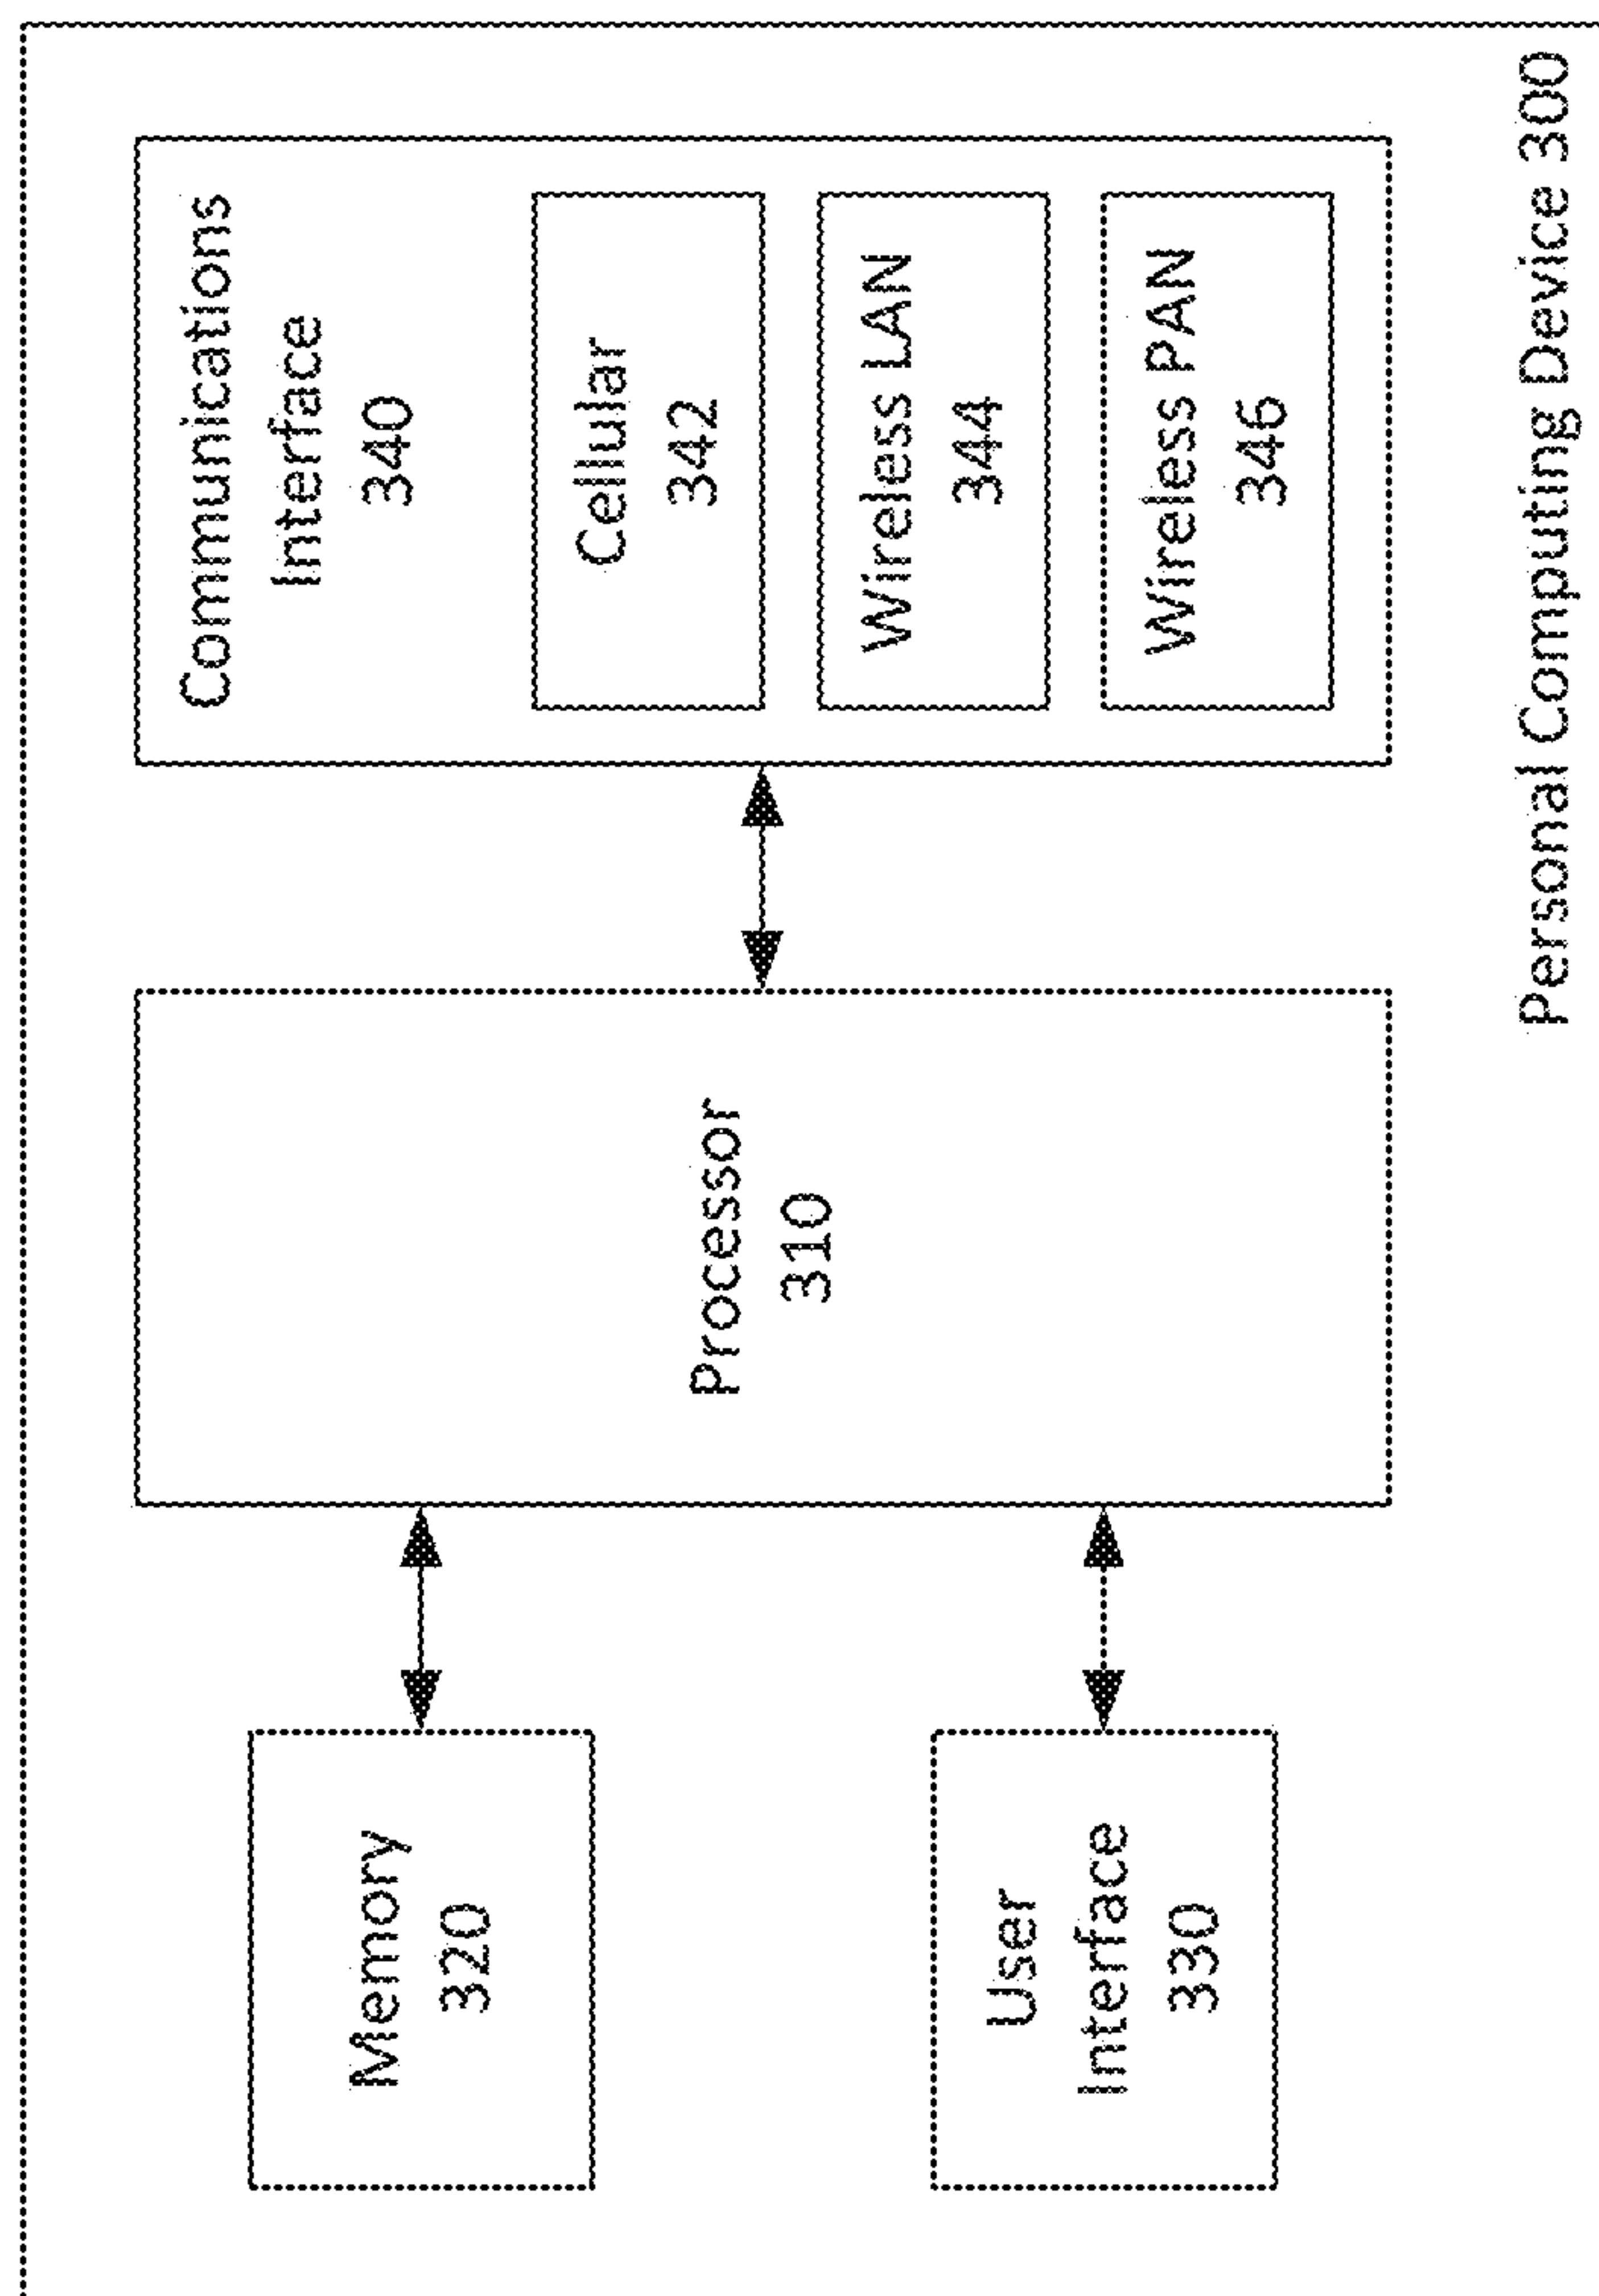 Memory
320
User
Interface
330
Processor
310
Communications
Interface
340
Cellular
342
Wireless LAN
344
Wireless PAN
346
Personal Computing Device 300